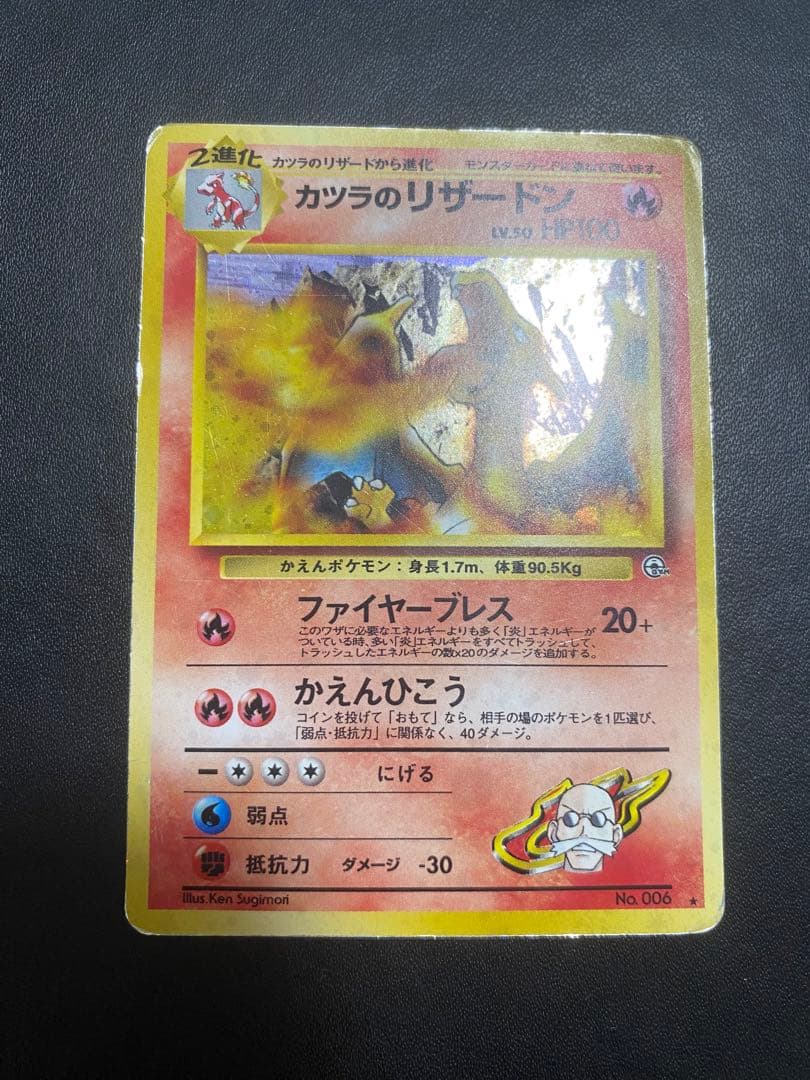 2進化
カツラのリザードから進化
モンスターカードに重ねて使います。
カツラのリザードン
LV.50 HP100
かえんポケモン：身長1.7m、体重90.5Kg
GYM
ファイヤーブレス 20+
このワザに必要なエネルギーよりも多く「炎」エネルギーが
ついている時、多い「炎」エネルギーをすべてトラッシュして、
トラッシュしたエネルギーの数×20のダメージを追加する。
かえんひこう
コインを投げて「おもて」なら、相手の場のポケモンを1匹選び、
「弱点・抵抗力」に関係なく、40ダメージ。
にげる
弱点
抵抗力 ダメージ -30
Illus.Ken Sugimori
No. 006 ★